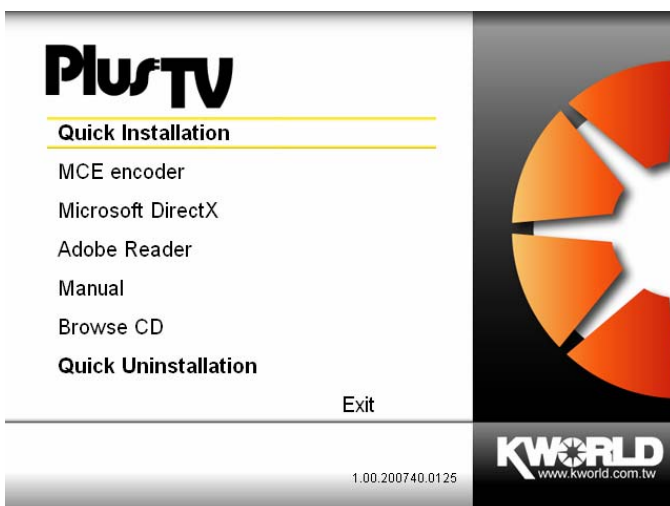 PlusTV
Quick Installation
MCE encoder
Microsoft DirectX
Adobe Reader
Manual
Browse CD
Quick Uninstallation
Exit
1.00.200740.0125
KWORLD
www.kworld.com.tw